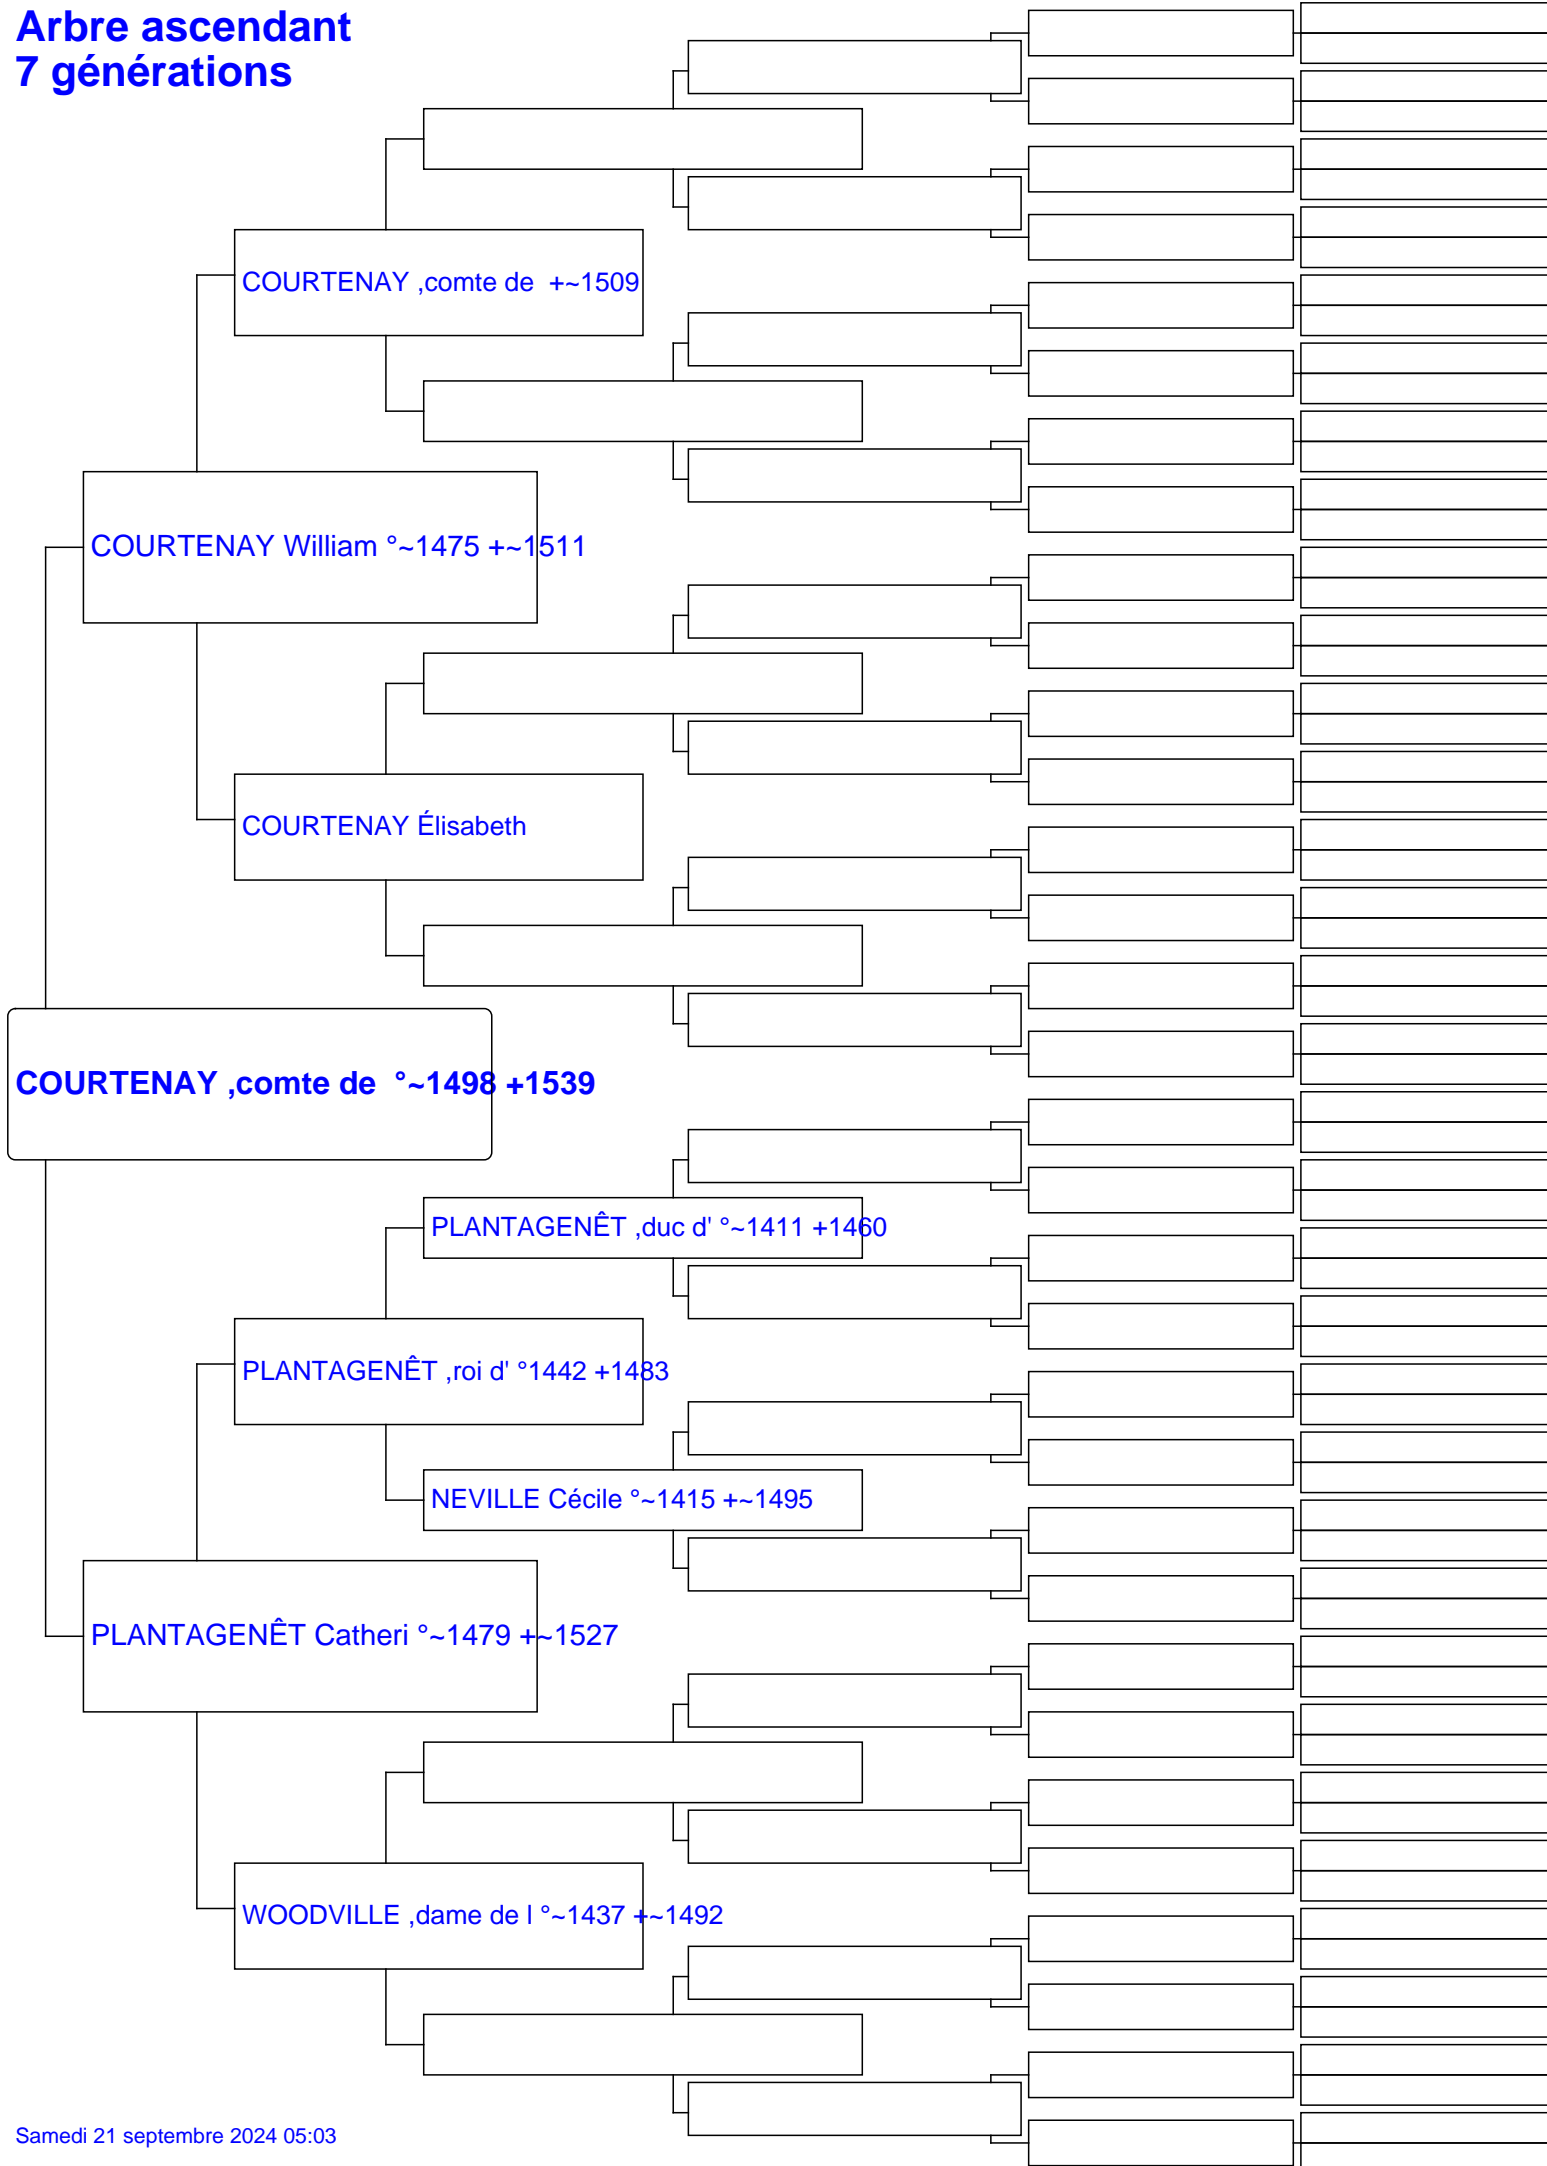 Arbre ascendant
7 générations
COURTENAY ,comte de  +~1509
COURTENAY William °~1475 +~1511
COURTENAY Élisabeth
COURTENAY ,comte de  °~1498 +1539
PLANTAGENÊT ,duc d' °~1411 +1460
PLANTAGENÊT ,roi d' °1442 +1483
NEVILLE Cécile °~1415 +~1495
PLANTAGENÊT Catheri °~1479 +~1527
WOODVILLE ,dame de l °~1437 +~1492
Samedi 21 septembre 2024 05:03